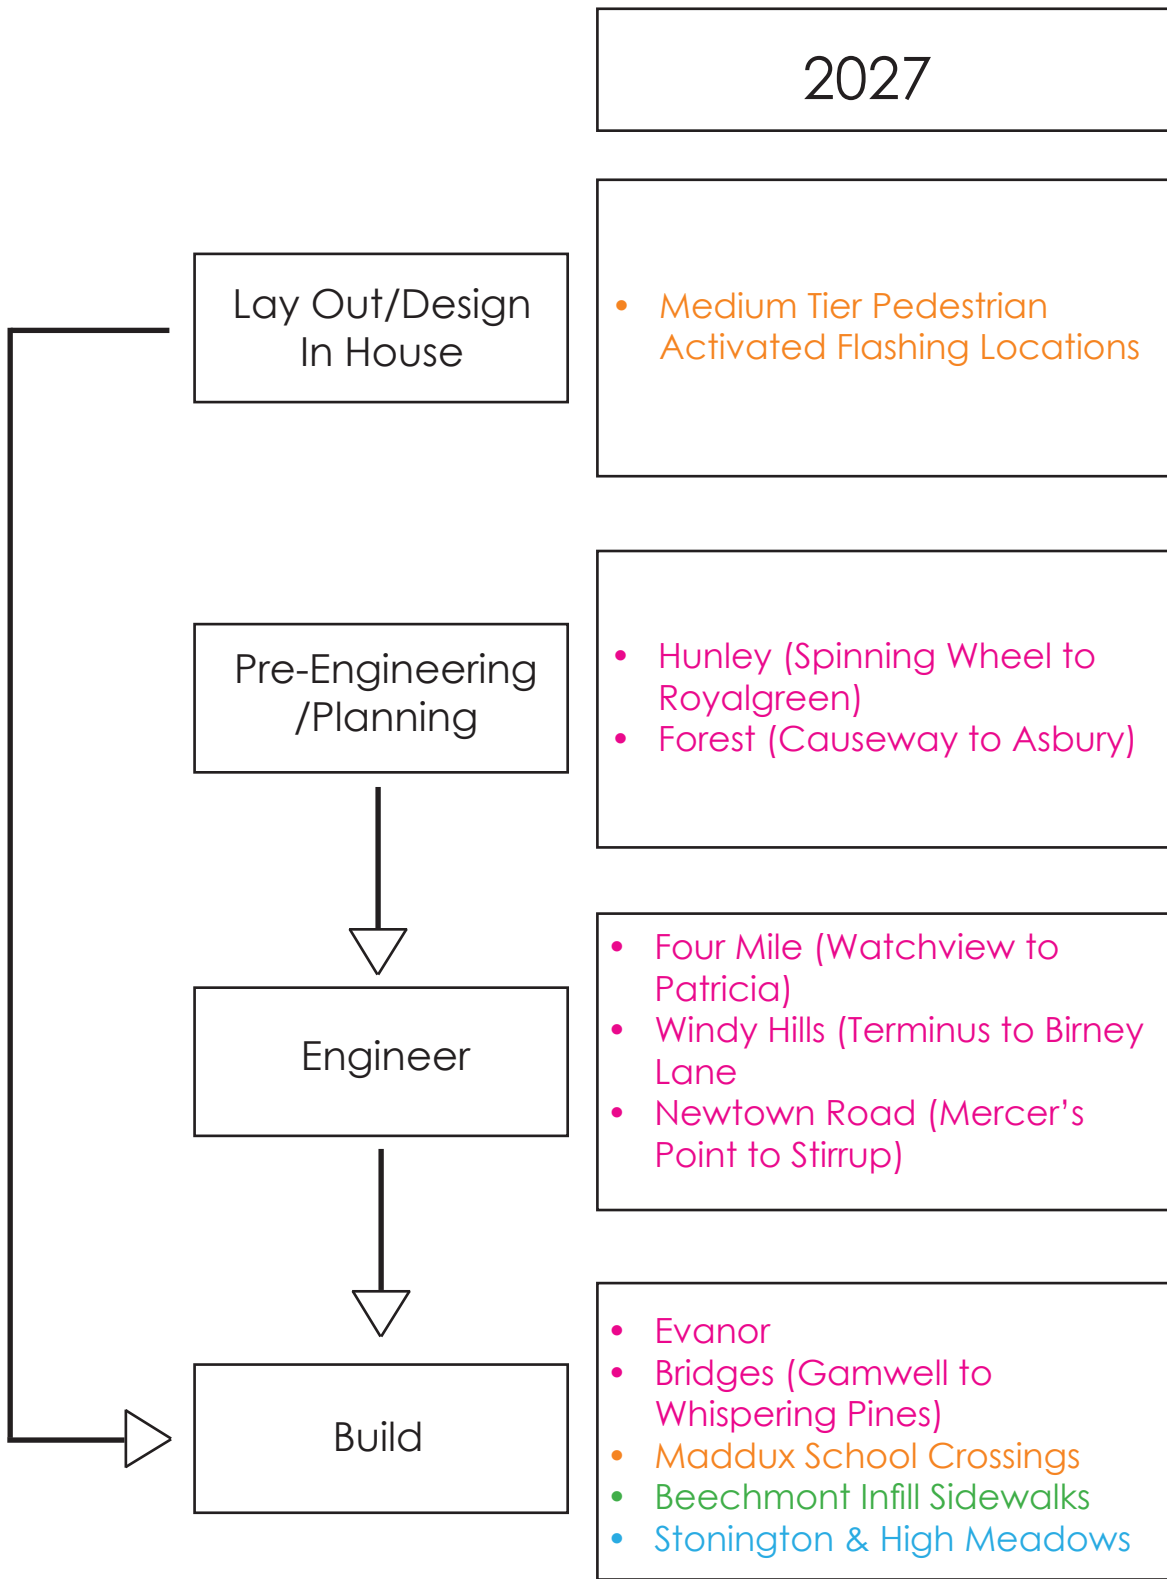 2027
Lay Out/Design
In House
• Medium Tier Pedestrian
Activated Flashing Locations
Pre-Engineering
/Planning
• Hunley (Spinning Wheel to
Royalgreen)
• Forest (Causeway to Asbury)
Engineer
• Four Mile (Watchview to
Patricia)
• Windy Hills (Terminus to Birney
Lane
• Newtown Road (Mercer’s
Point to Stirrup)
Build
• Evanor
• Bridges (Gamwell to
Whispering Pines)
• Maddux School Crossings
• Beechmont Infill Sidewalks
• Stonington & High Meadows